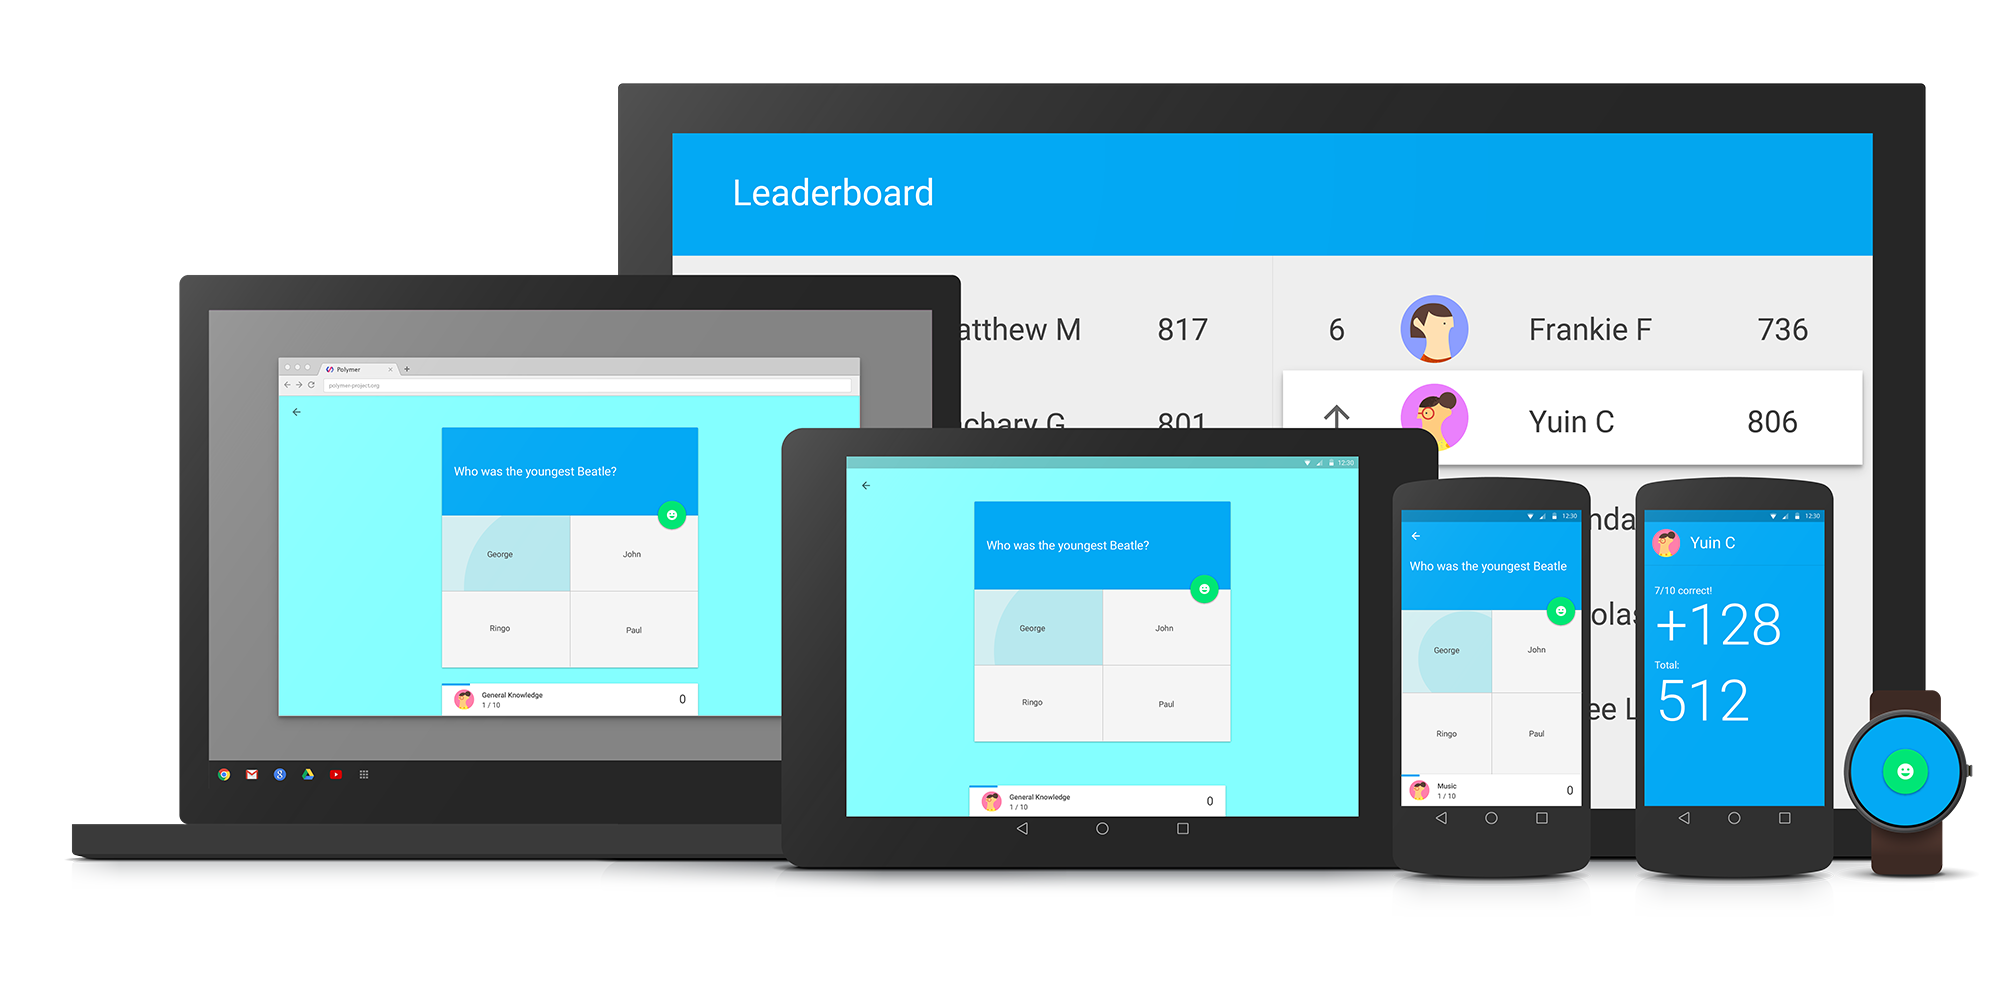 Leaderboard
atthew M 817
6 Frankie F 736
chary G 801
Yuin C 806
nda
olas
ee L
Polymer
polymer-project.org
Who was the youngest Beatle?
George John
Ringo Paul
General Knowledge
1 / 10 0
12:30
Who was the youngest Beatle?
George John
Ringo Paul
General Knowledge
1 / 10 0
12:30
Who was the youngest Beatle
George John
Ringo Paul
Music
1 / 10 0
12:30
Yuin C
7/10 correct!
+128
Total:
512